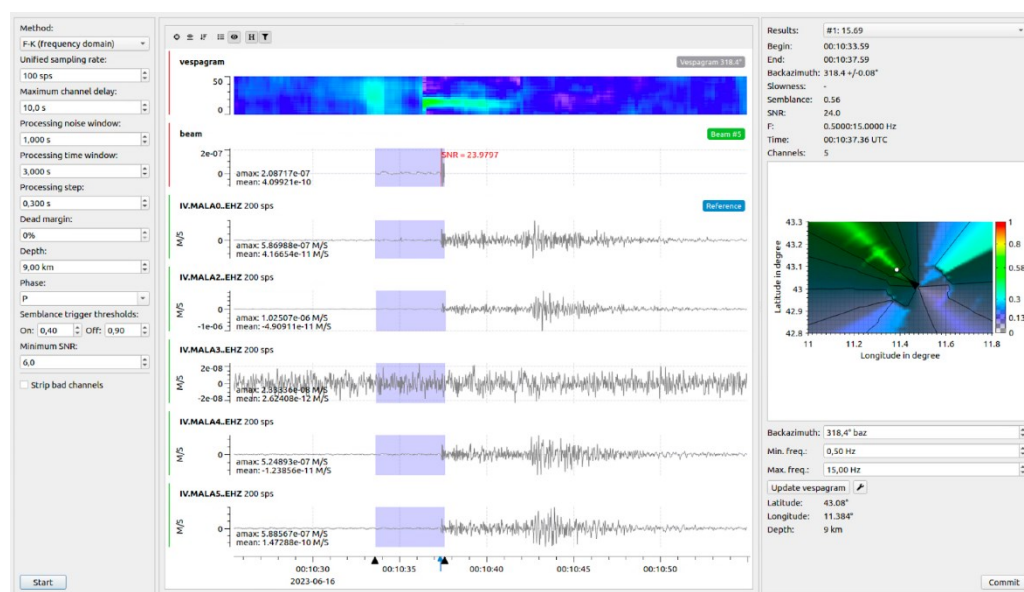 Method:
F-K (frequency domain)
Unified sampling rate:
100 sps
Maximum channel delay:
10,0 s
Processing noise window:
1,000 s
Processing time window:
3,000 s
Processing step:
0,300 s
Dead margin:
0%
Depth:
9,00 km
Phase:
P
Semblance trigger thresholds:
On: 0,40 Off: 0,90
Minimum SNR:
6,0
Strip bad channels
Start
H T
vespagram
Vespagram 318.4°
50
0
beam
Beam #5
2e-07
0
SNR = 23.9797
amax: 2.08717e-07
mean: 4.09921e-10
IV.MALA0..EHZ 200 sps
Reference
M/S
0
amax: 5.86988e-07 M/S
mean: 4.16654e-11 M/S
IV.MALA2..EHZ 200 sps
M/S
0
-1e-06
amax: 1.02507e-06 M/S
mean: -4.90911e-11 M/S
IV.MALA3..EHZ 200 sps
M/S
2e-08
0
-2e-08
mean: 2.62408e-12 M/S
IV.MALA4..EHZ 200 sps
M/S
0
amax: 5.24893e-07 M/S
mean: -1.23856e-11 M/S
IV.MALA5..EHZ 200 sps
M/S
0
amax: 5.88567e-07 M/S
mean: 1.47288e-10 M/S
00:10:30 00:10:35 00:10:40 00:10:45 00:10:50
2023-06-16
Results: #1: 15.69
Begin: 00:10:33.59
End: 00:10:37.59
Backazimuth: 318.4 +/-0.08°
Slowness: -
Semblance: 0.56
SNR: 24.0
F: 0.5000:15.0000 Hz
Time: 00:10:37.36 UTC
Channels: 5
Latitude in degree
43.3
43.2
43.1
43
42.9
42.8
11 11.2 11.4 11.6 11.8
Longitude in degree
1
0.8
0.58
0.3
0.13
0
Backazimuth: 318,4° baz
Min. freq.: 0,50 Hz
Max. freq.: 15,00 Hz
Update vespagram
Latitude: 43.08°
Longitude: 11.384°
Depth: 9 km
Commit